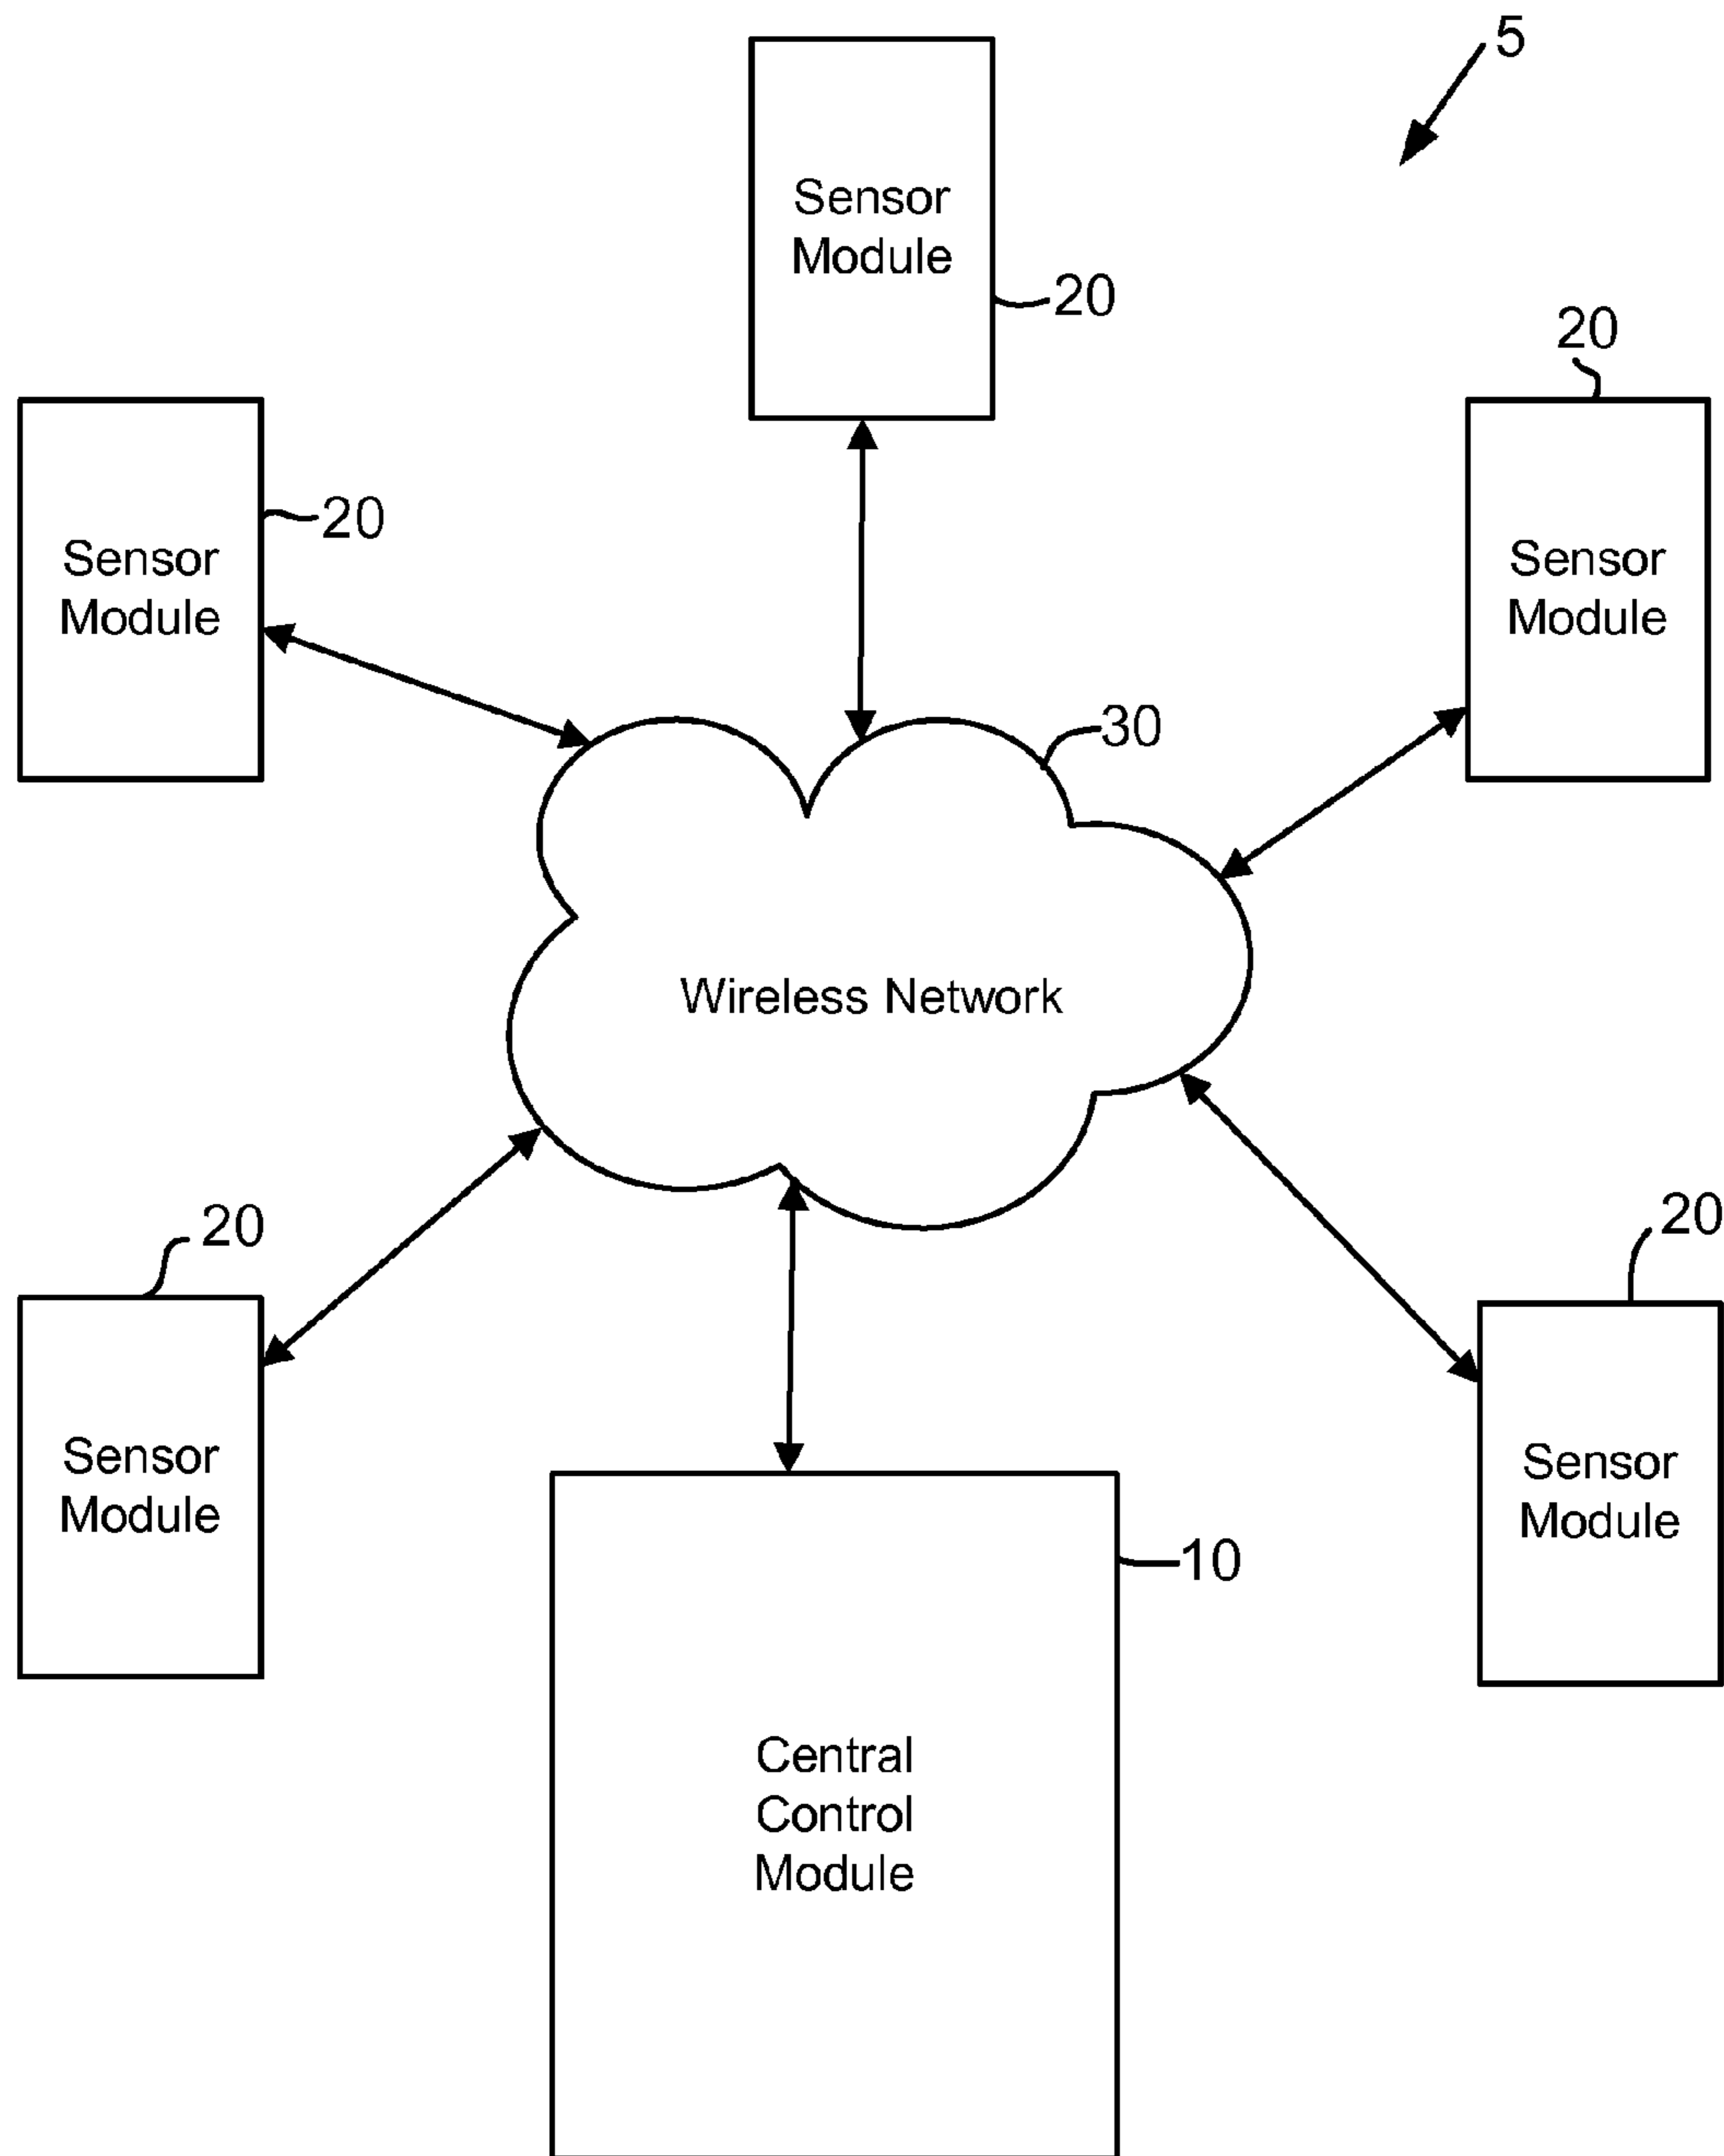 5
Sensor
Module
20
20
Sensor
Module
20
Sensor
Module
30
Wireless Network
20
Sensor
Module
20
Sensor
Module
10
Central
Control
Module